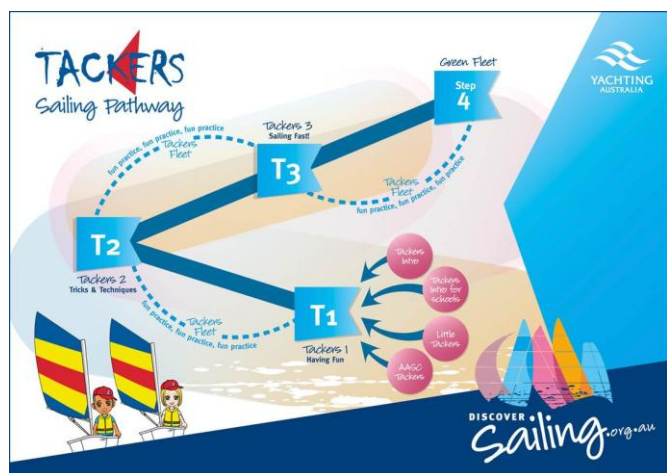 TACKERS
Sailing Pathway
Green Fleet
Step
4
YACHTING
AUSTRALIA
Tackers 3
Sailing Fast!
T3
fun practice, fun practice, fun practice
Tackers
Fleet
Tackers
Fleet
fun practice, fun practice, fun practice
T2
Tackers 2
Tricks & Techniques
Tackers
Fleet
fun practice, fun practice, fun practice
T1
Tackers 1
Having Fun
Tackers
Intro
Tackers
Intro for
schools
Little
Tackers
AASC
Tackers
DISCOVER
Sailing.org.au